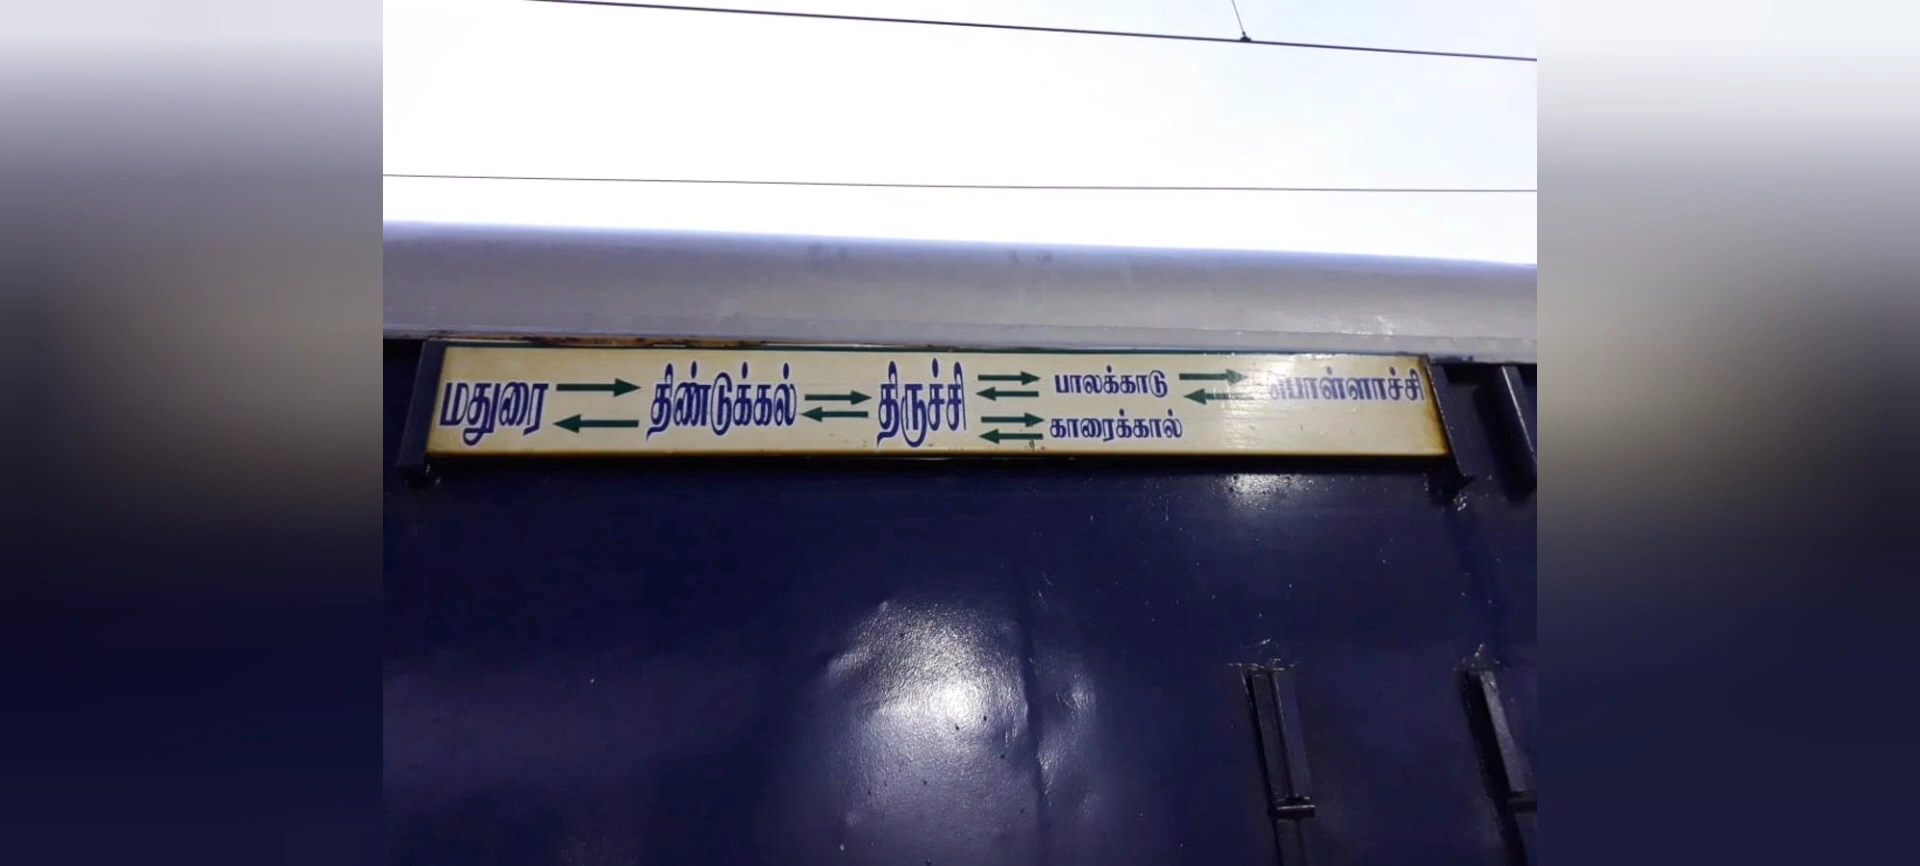 மதுரை திண்டுக்கல் திருச்சி பாலக்காடு பொள்ளாச்சி
காரைக்கால்